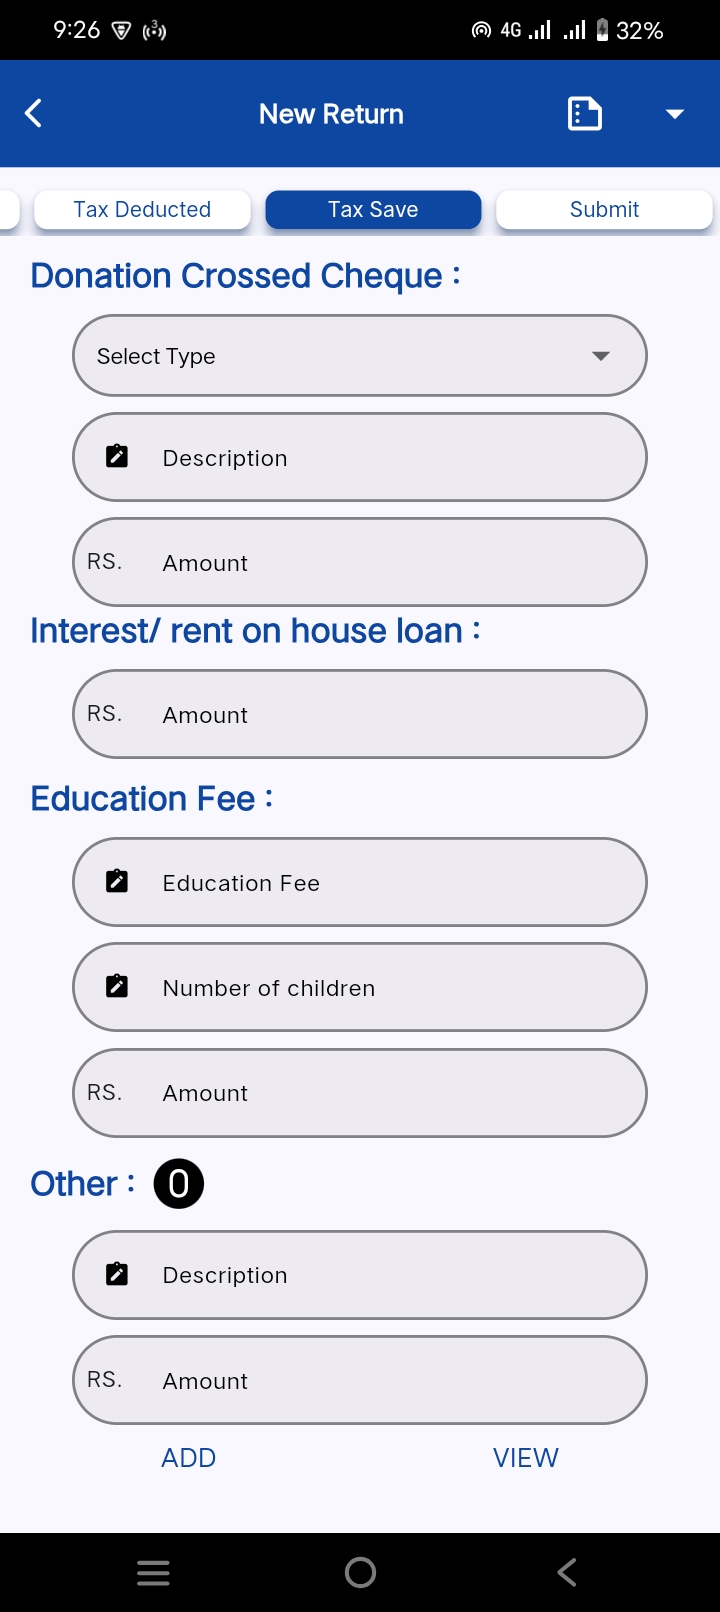 9:26 3 4G 32%
New Return
Tax Deducted Tax Save Submit
Donation Crossed Cheque :
Select Type
Description
RS. Amount
Interest/ rent on house loan :
RS. Amount
Education Fee :
Education Fee
Number of children
RS. Amount
Other : 0
Description
RS. Amount
ADD VIEW